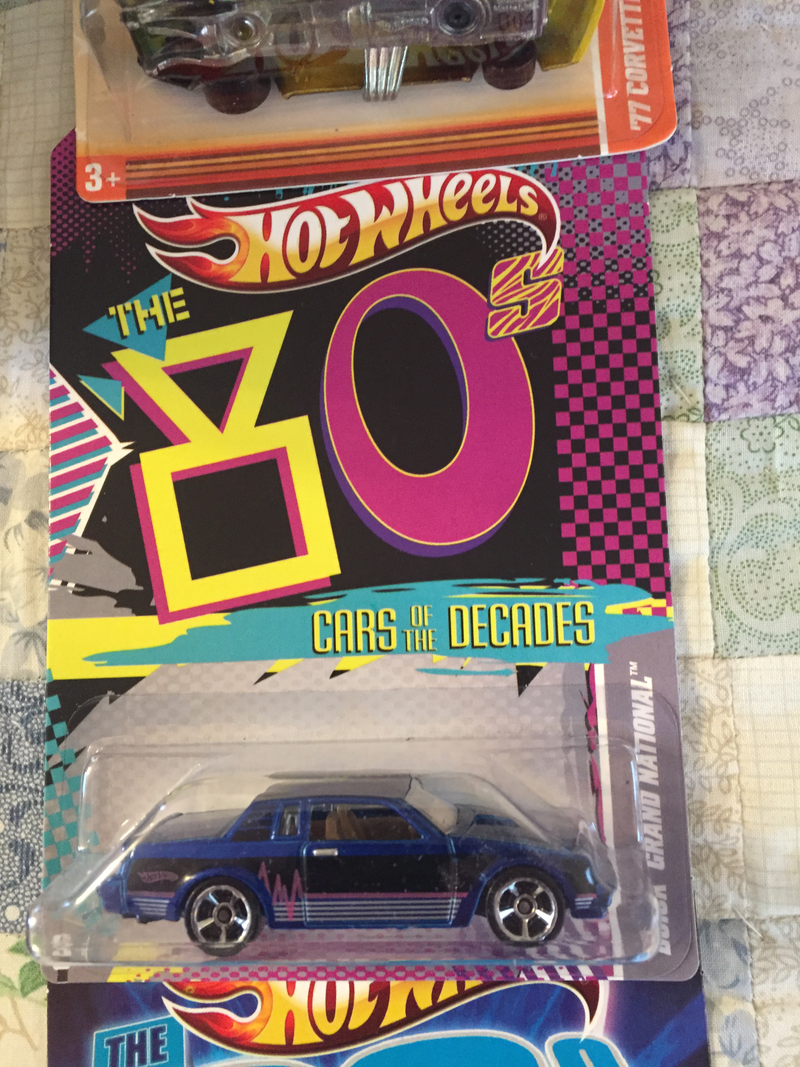 '77 CORVETTE
3+
HOT WHEELS
THE
80s
CARS OF THE DECADES
BUICK GRAND NATIONAL™
HOT WHEELS
THE